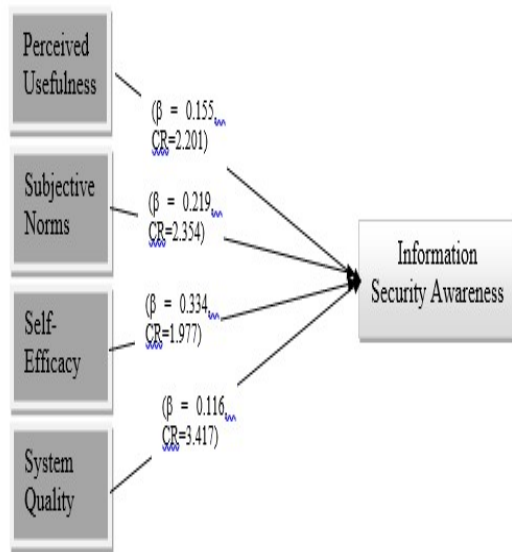 Perceived
Usefulness
(β = 0.155,
CR=2.201)
Subjective
Norms
(β = 0.219,
CR=2.354)
Information
Security Awareness
Self-
Efficacy
(β = 0.334,
CR=1.977)
(β = 0.116,
CR=3.417)
System
Quality